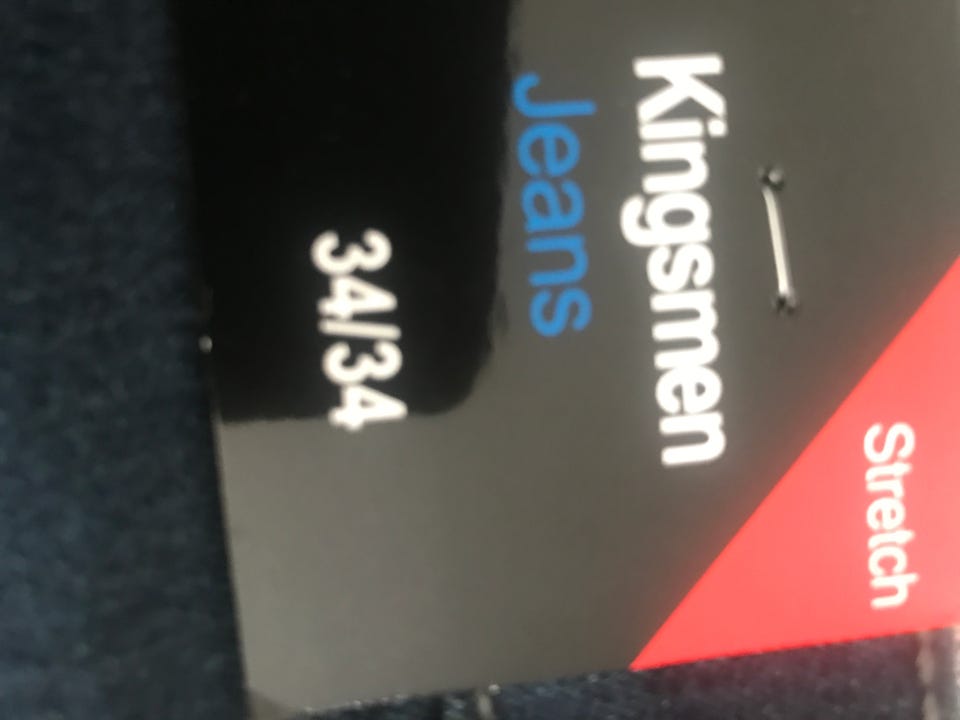 Stretch
Kingsmen
Jeans
34/34